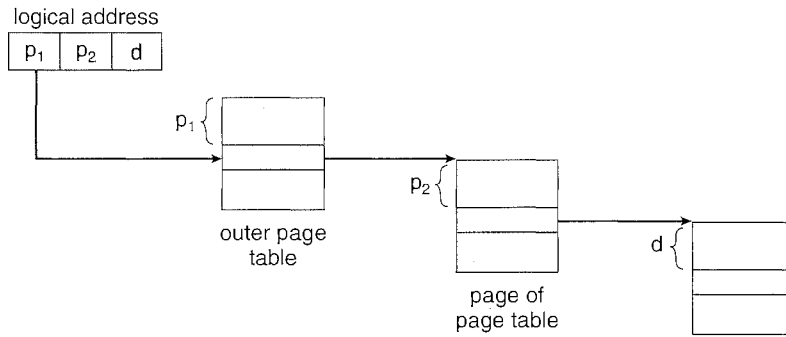 logical address
p₁ p₂ d
p₁
outer page
table
p₂
page of
page table
d